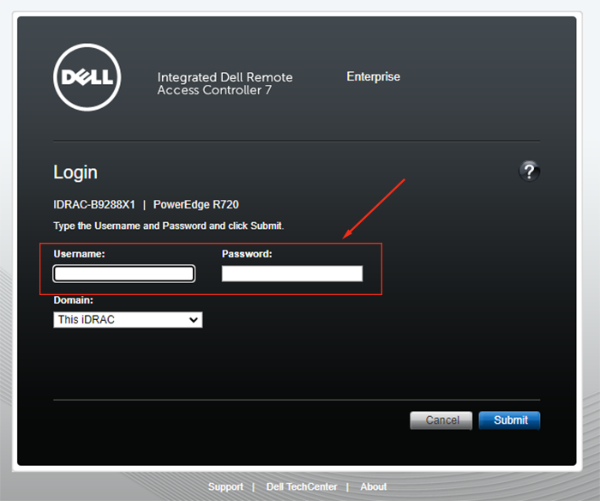 DELL
Integrated Dell Remote
Access Controller 7
Enterprise
Login
?
IDRAC-B9288X1 | PowerEdge R720
Type the Username and Password and click Submit.
Username: Password:
Domain:
This iDRAC
Cancel Submit
Support | Dell TechCenter | About